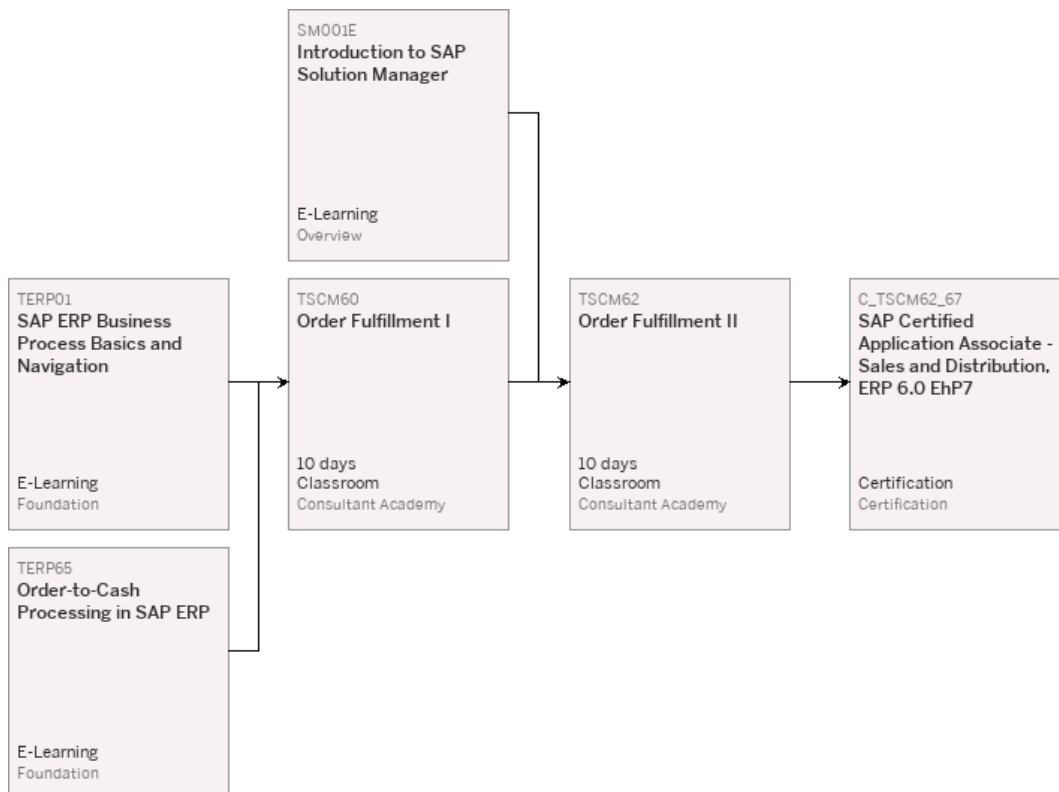 SM001E
Introduction to SAP
Solution Manager
E-Learning
Overview
TERP01
SAP ERP Business
Process Basics and
Navigation
E-Learning
Foundation
TSCM60
Order Fulfillment I
10 days
Classroom
Consultant Academy
TSCM62
Order Fulfillment II
10 days
Classroom
Consultant Academy
C_TSCM62_67
SAP Certified
Application Associate -
Sales and Distribution,
ERP 6.0 EhP7
Certification
Certification
TERP65
Order-to-Cash
Processing in SAP ERP
E-Learning
Foundation